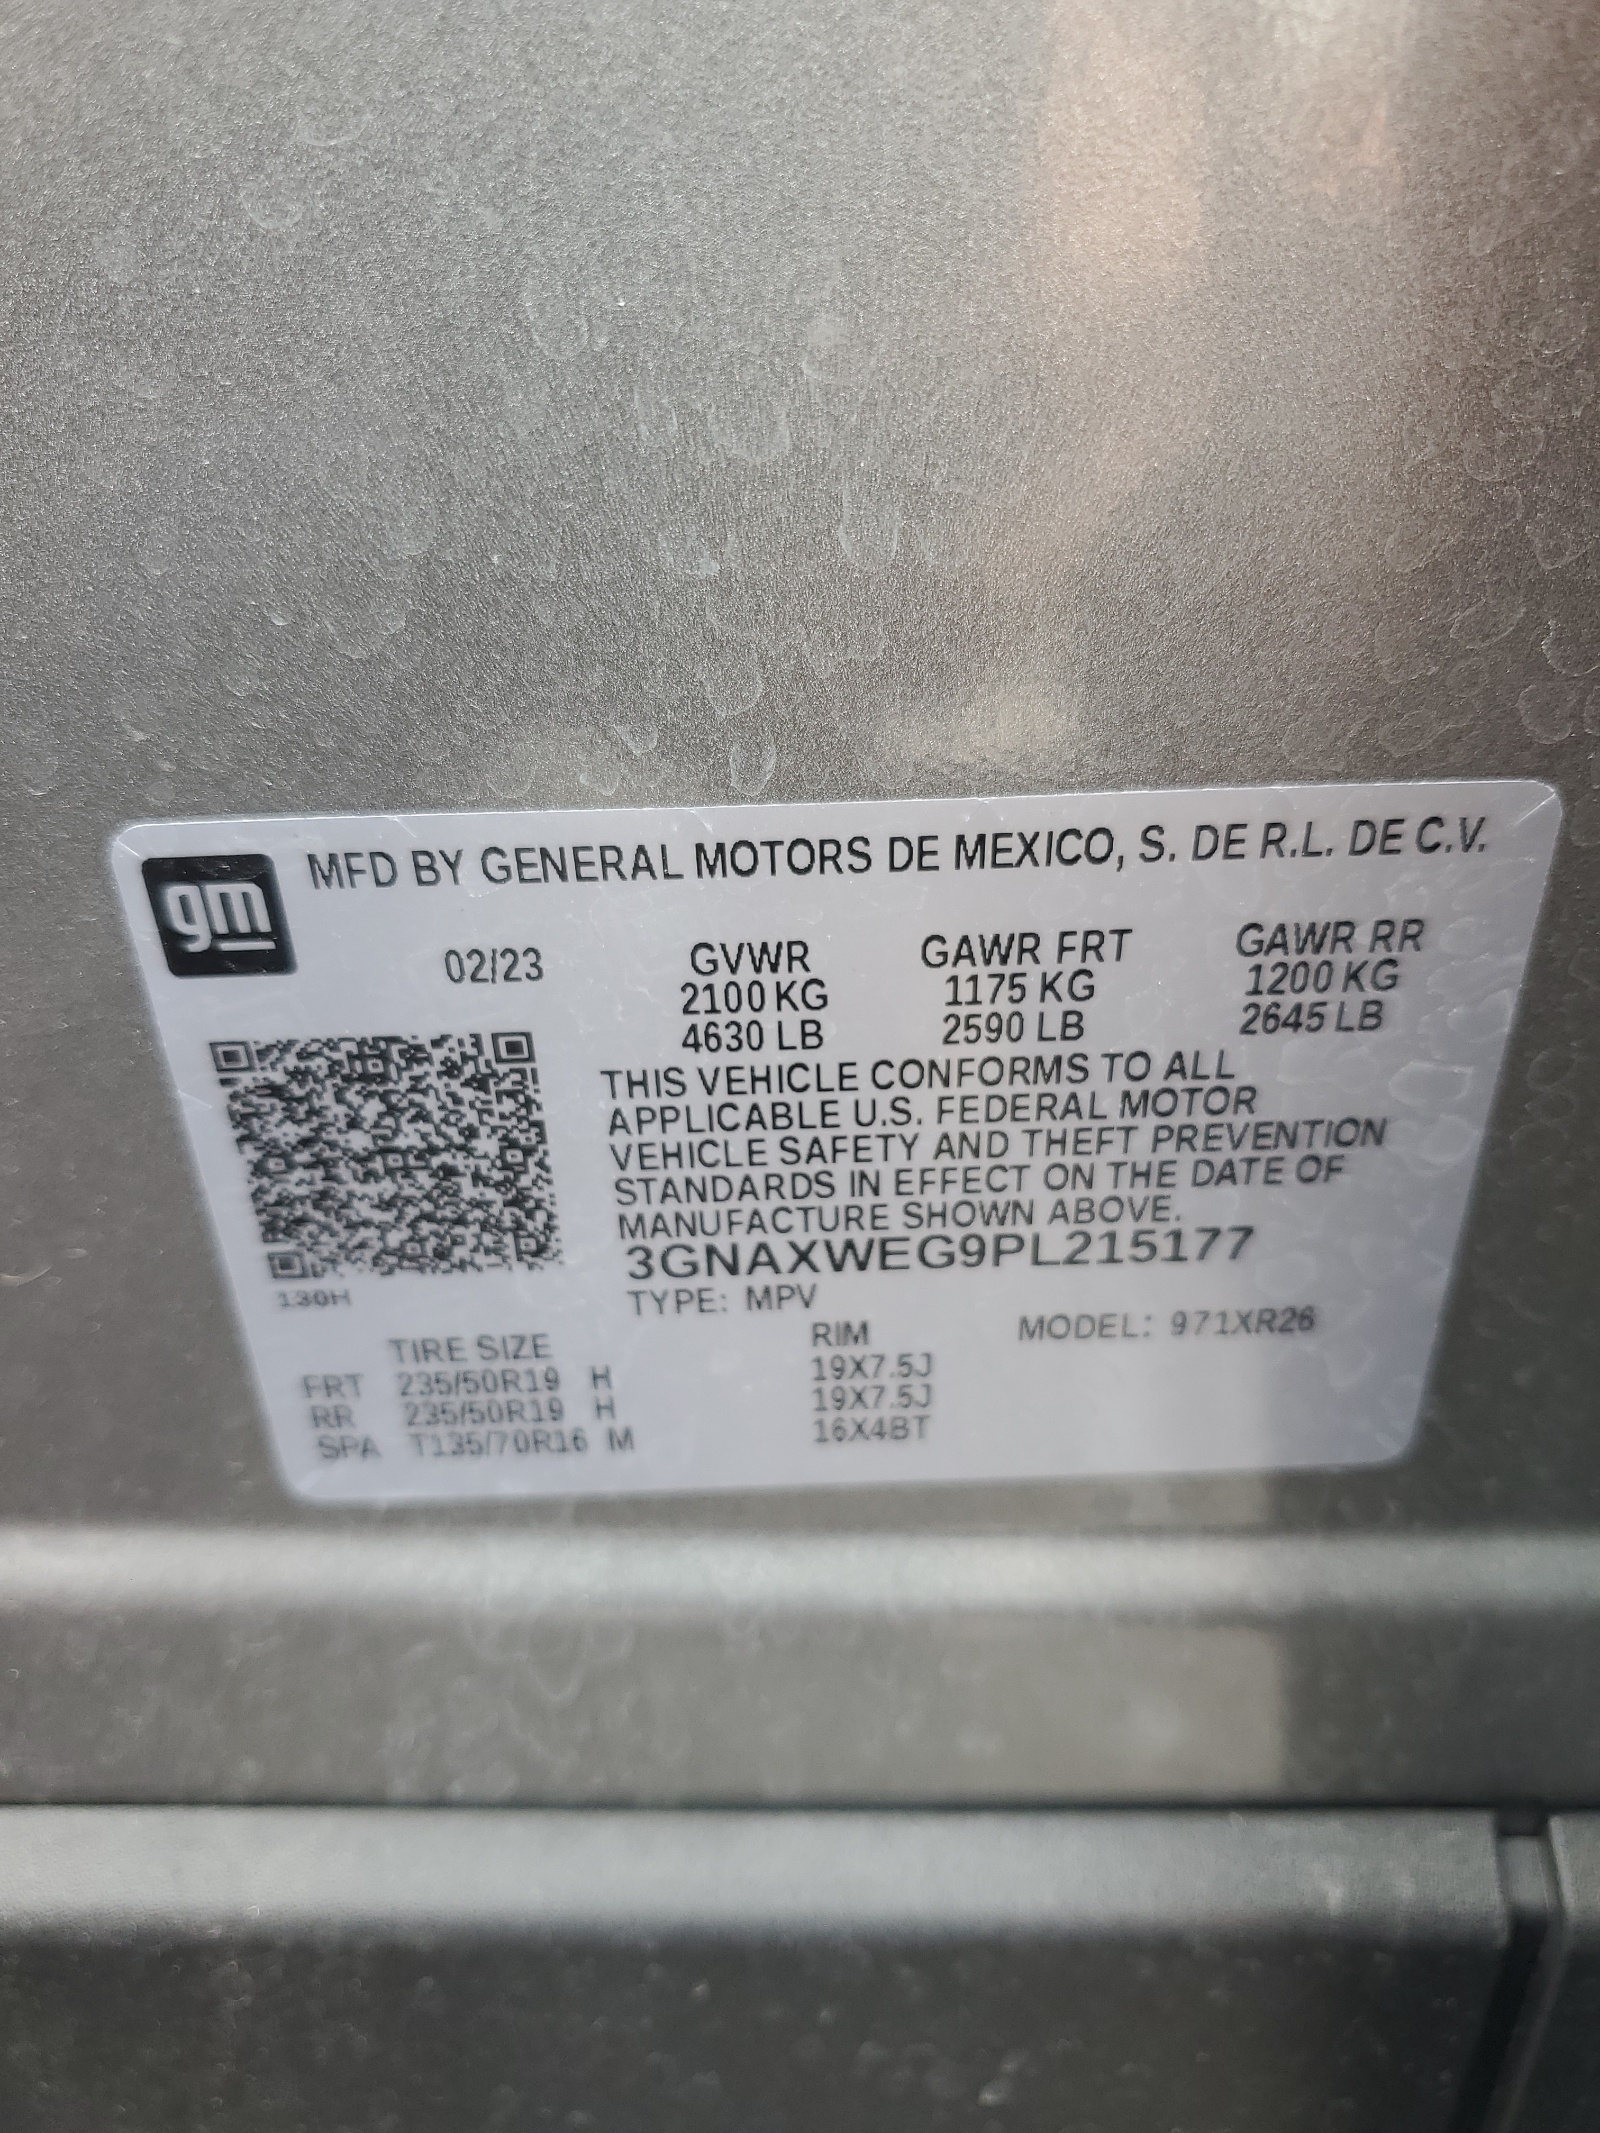 gm MFD BY GENERAL MOTORS DE MEXICO, S. DE R.L. DE C.V.
02/23 GVWR GAWR FRT GAWR RR
2100 KG 1175 KG 1200 KG
4630 LB 2590 LB 2645 LB
THIS VEHICLE CONFORMS TO ALL
APPLICABLE U.S. FEDERAL MOTOR
VEHICLE SAFETY AND THEFT PREVENTION
STANDARDS IN EFFECT ON THE DATE OF
MANUFACTURE SHOWN ABOVE.
3GNAXWEG9PL215177
130H
TYPE: MPV
TIRE SIZE RIM MODEL: 971XR26
FRT 235/50R19 H 19X7.5J
RR 235/50R19 H 19X7.5J
SPA T135/70R16 M 16X4BT